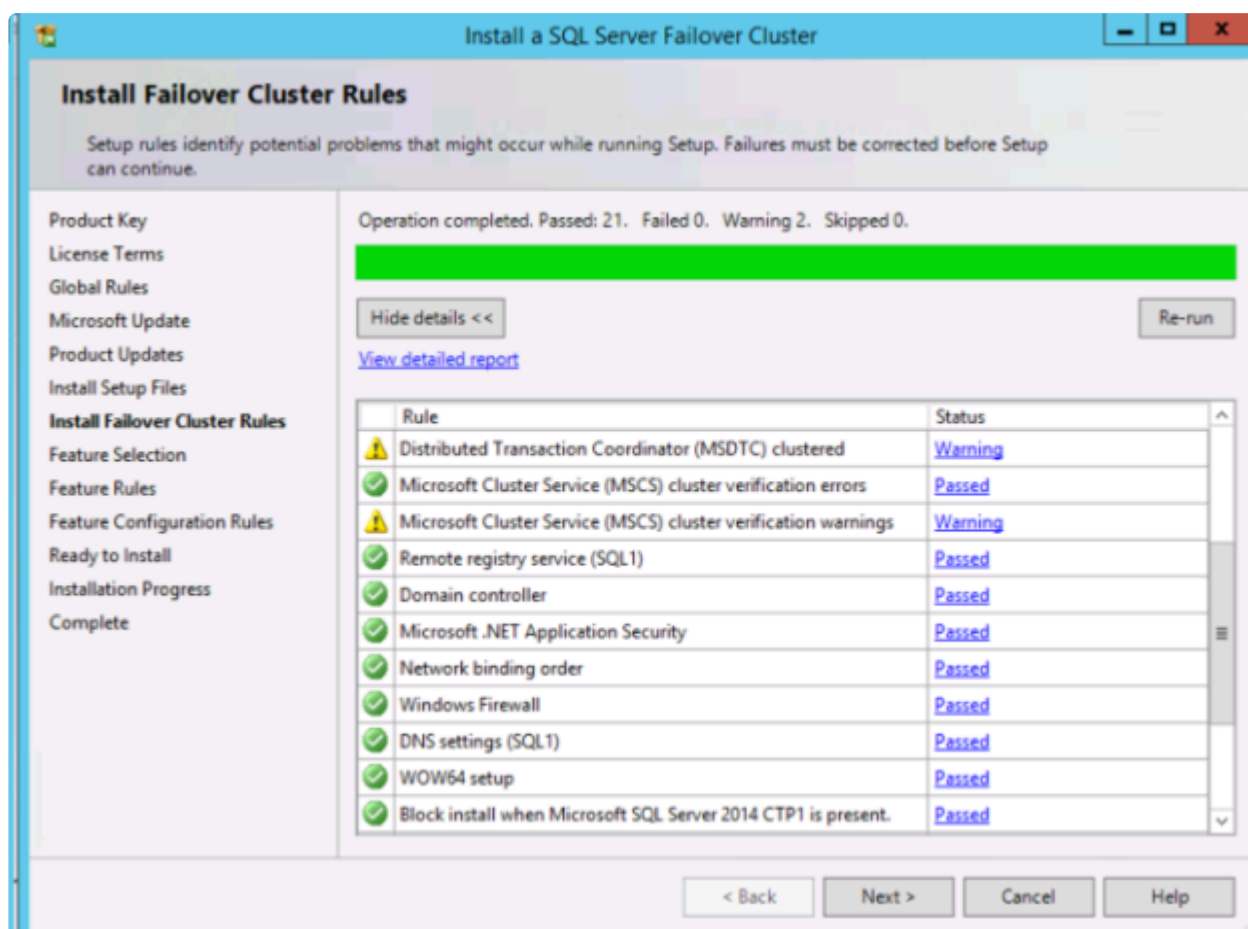 Install a SQL Server Failover Cluster
Install Failover Cluster Rules
Setup rules identify potential problems that might occur while running Setup. Failures must be corrected before Setup
can continue.
Product Key
License Terms
Global Rules
Microsoft Update
Product Updates
Install Setup Files
Install Failover Cluster Rules
Feature Selection
Feature Rules
Feature Configuration Rules
Ready to Install
Installation Progress
Complete
Operation completed. Passed: 21. Failed 0. Warning 2. Skipped 0.
Hide details <<
Re-run
View detailed report
Rule Status
Distributed Transaction Coordinator (MSDTC) clustered Warning
Microsoft Cluster Service (MSCS) cluster verification errors Passed
Microsoft Cluster Service (MSCS) cluster verification warnings Warning
Remote registry service (SQL1) Passed
Domain controller Passed
Microsoft .NET Application Security Passed
Network binding order Passed
Windows Firewall Passed
DNS settings (SQL1) Passed
WOW64 setup Passed
Block install when Microsoft SQL Server 2014 CTP1 is present. Passed
< Back Next > Cancel Help